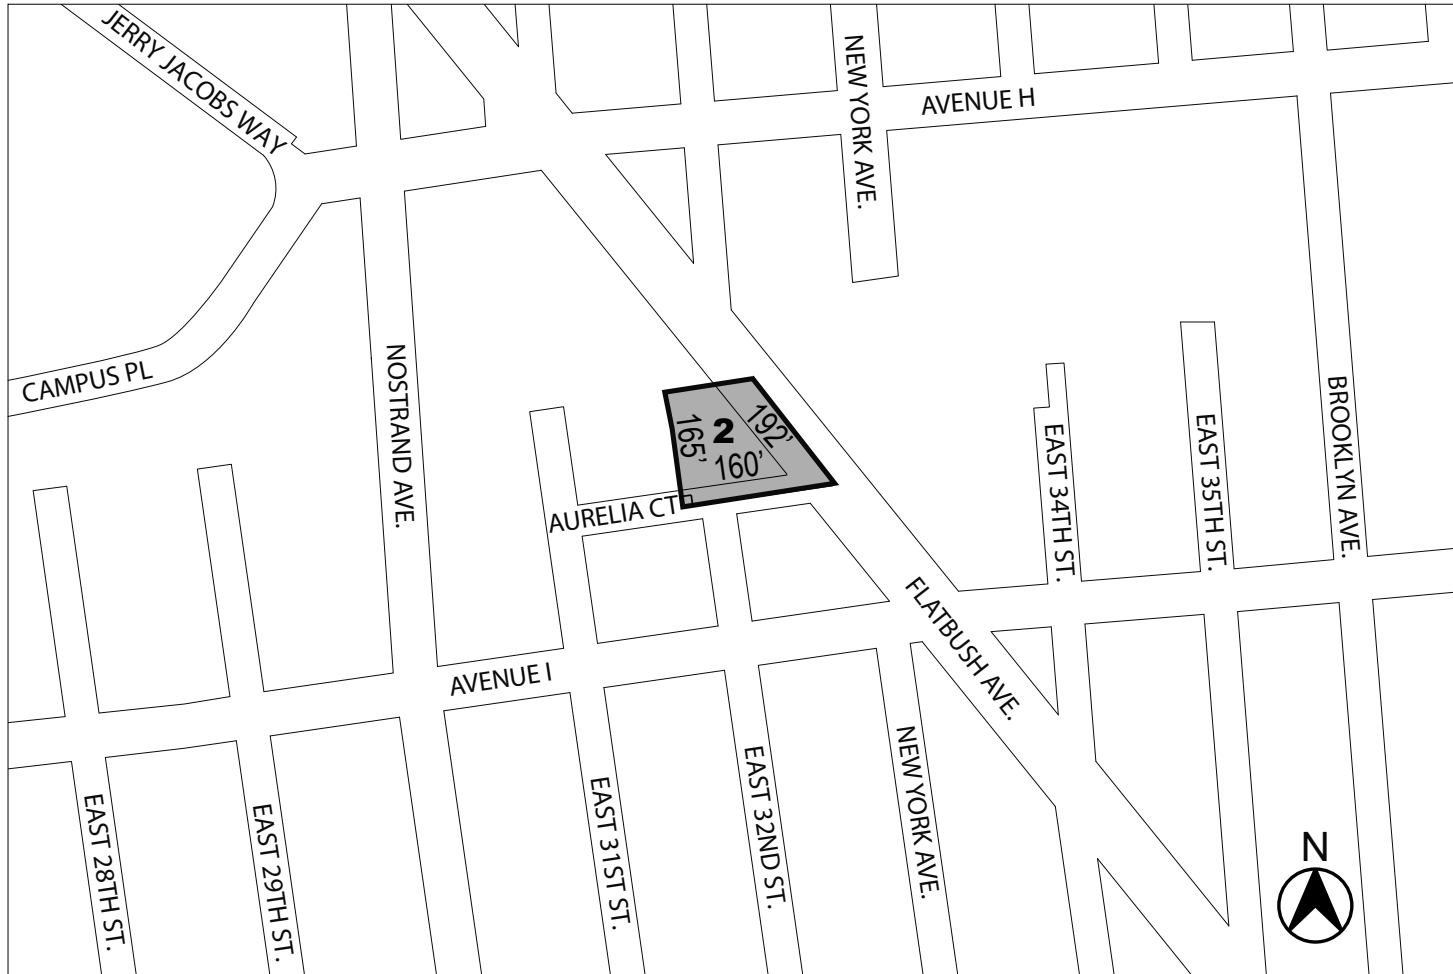 JERRY JACOBS WAY
NEW YORK AVE.
AVENUE H
CAMPUS PL
NOSTRAND AVE.
BROOKLYN AVE.
2
192’
165’
160’
AURELIA CT
EAST 34TH ST.
EAST 35TH ST.
FLATBUSH AVE.
AVENUE I
EAST 28TH ST.
EAST 29TH ST.
EAST 31ST ST.
EAST 32ND ST.
NEW YORK AVE.
N